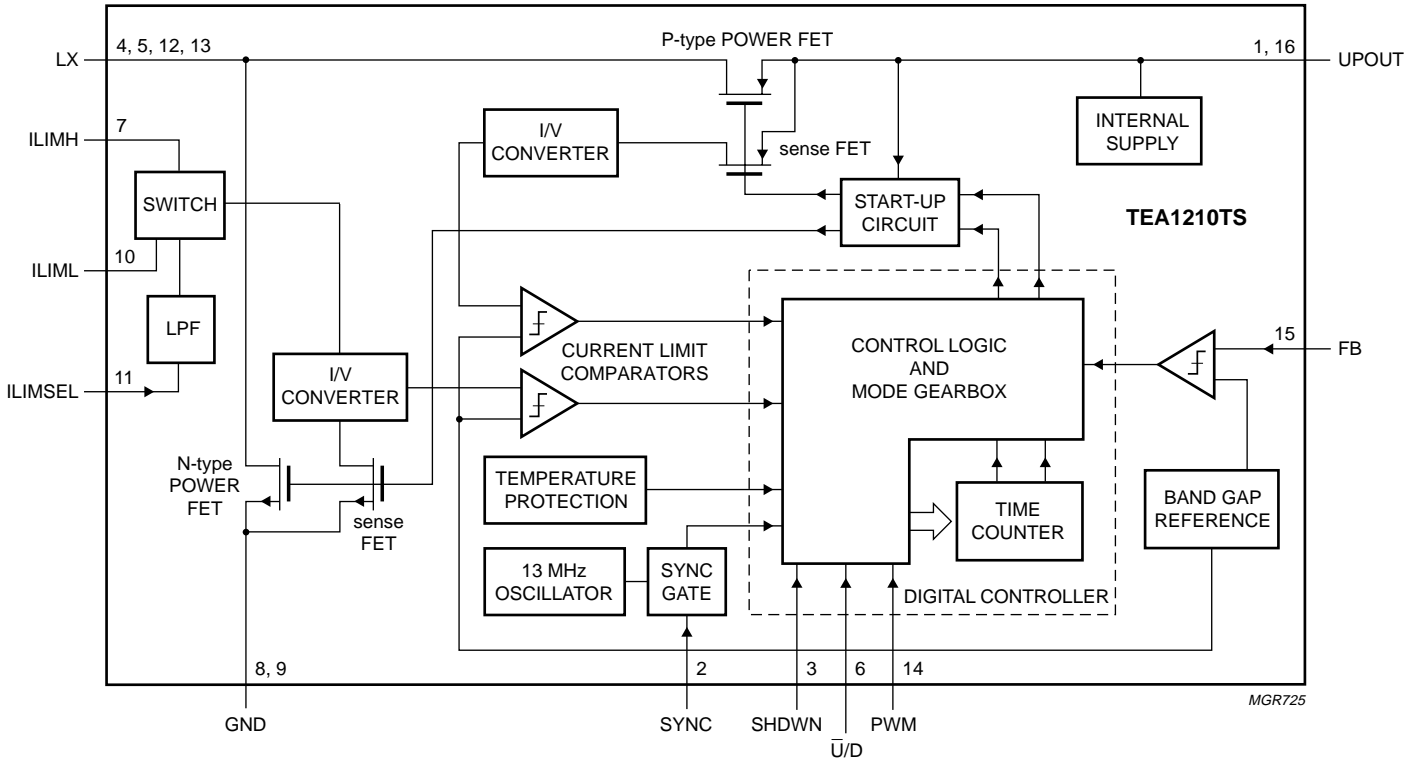 4, 5, 12, 13
LX
P-type POWER FET
1, 16
UPOUT
7
ILIMH
I/V
CONVERTER
sense FET
INTERNAL
SUPPLY
SWITCH
START-UP
CIRCUIT
TEA1210TS
10
ILIML
LPF
CURRENT LIMIT
COMPARATORS
CONTROL LOGIC
AND
MODE GEARBOX
15
FB
11
ILIMSEL
I/V
CONVERTER
N-type
POWER
FET
sense
FET
TEMPERATURE
PROTECTION
TIME
COUNTER
BAND GAP
REFERENCE
13 MHz
OSCILLATOR
SYNC
GATE
DIGITAL CONTROLLER
8, 9
2
3
6
14
MGR725
GND
SYNC
SHDWN
PWM
U̅/D